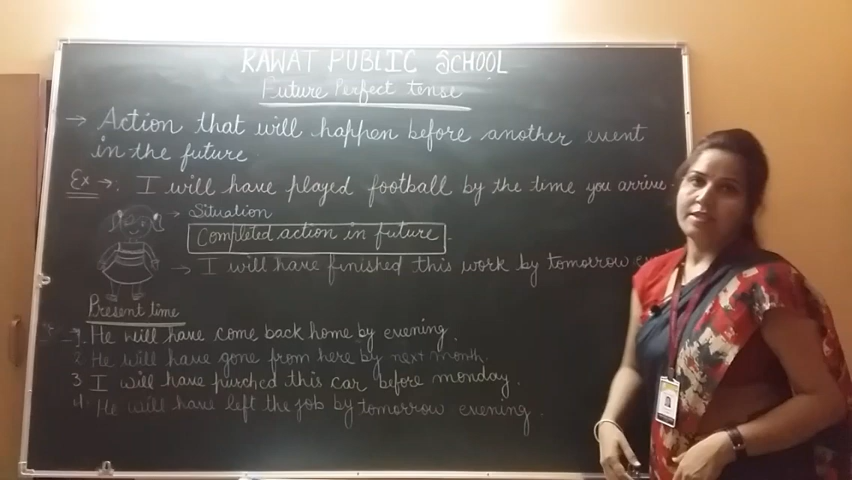 RAWAT PUBLIC SCHOOL
Future Perfect tense
→ Action that will happen before another event
in the future
Ex →: I will have played football by the time you arrive.
→ Situation
Completed action in future.
→ I will have finished this work by tomorrow
Present time
1. He will have come back home by evening.
2. He will have gone from here by next month.
3 I will have purched this car before monday.
4. He will have left the job by tomorrow evening.